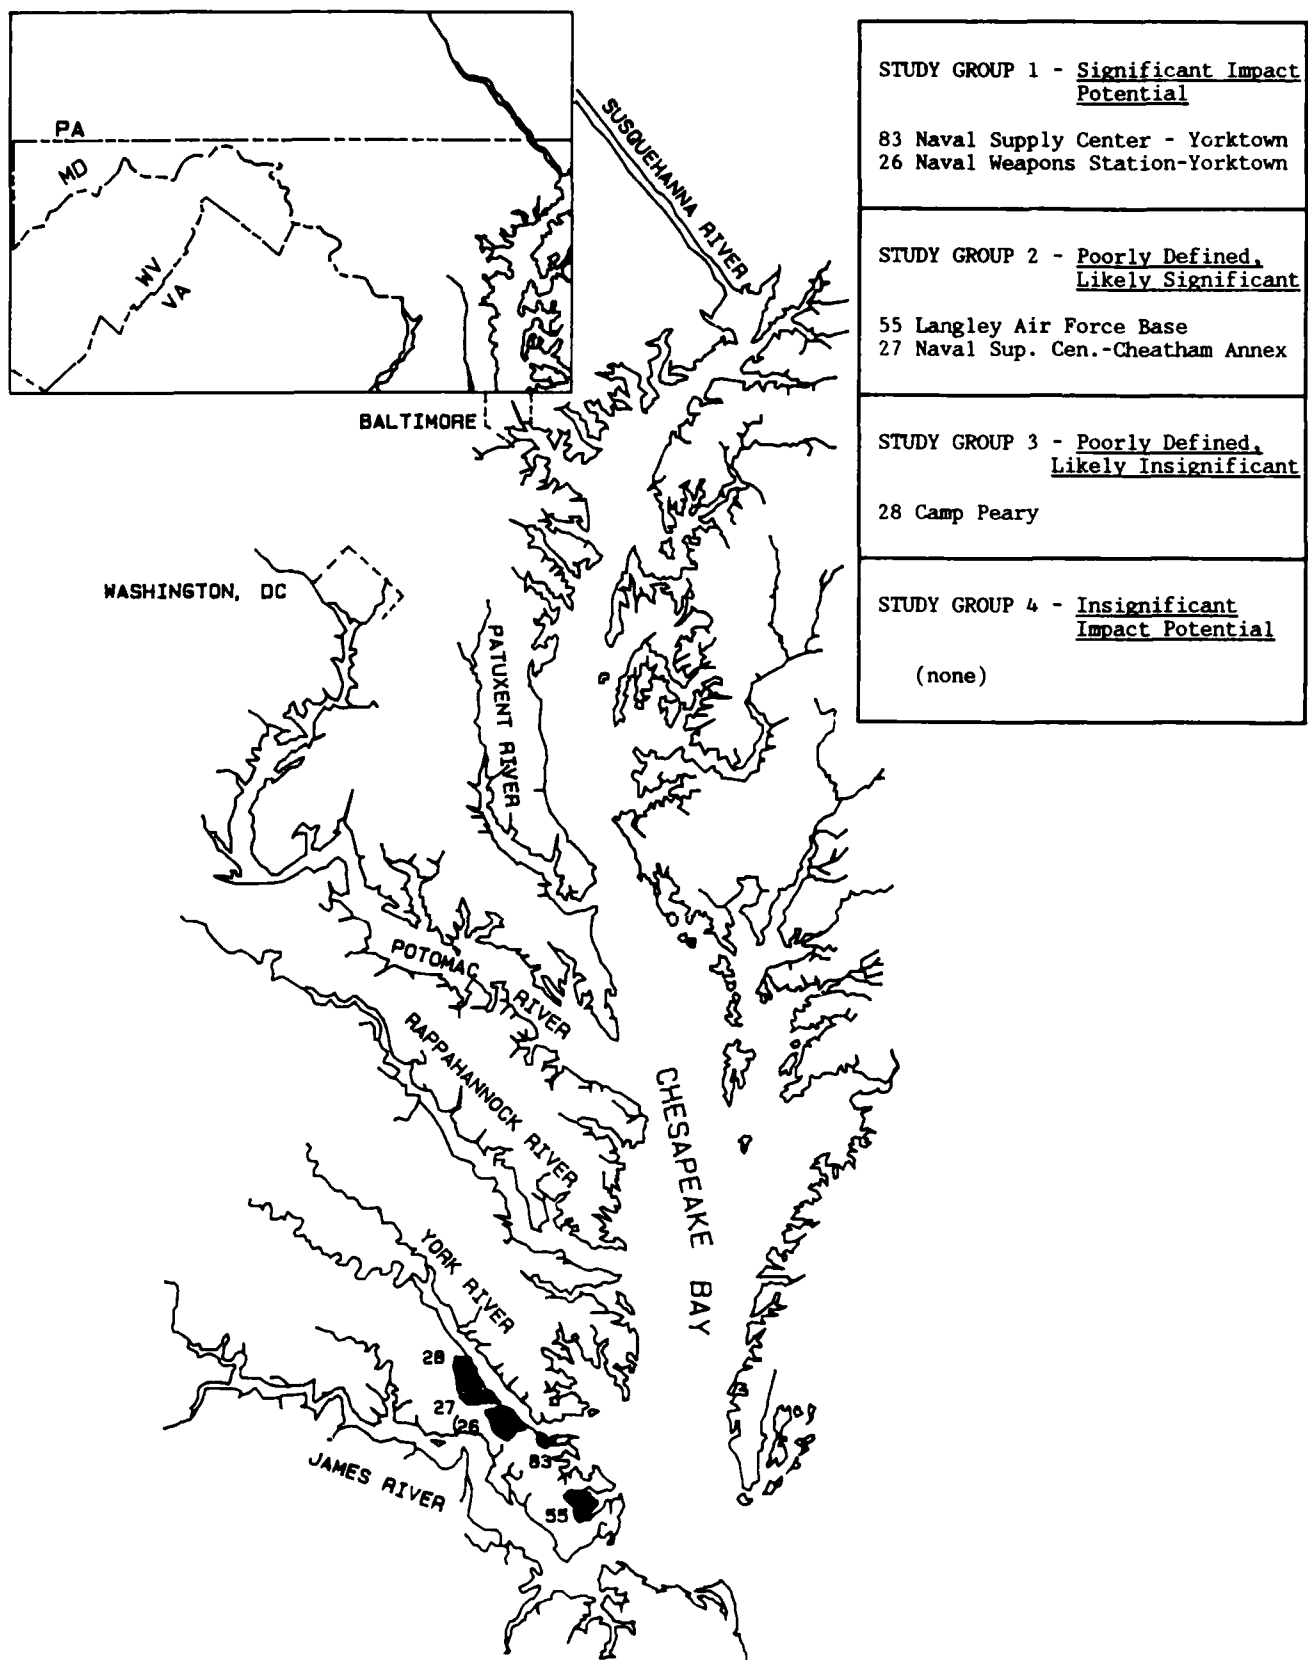 PA
MD
WV
VA
SUSQUEHANNA RIVER
BALTIMORE
WASHINGTON, DC
PATUXENT RIVER
POTOMAC RIVER
RAPPAHANNOCK RIVER
CHESAPEAKE BAY
YORK RIVER
28
27
26
83
JAMES RIVER
55
STUDY GROUP 1 - Significant Impact
Potential
83 Naval Supply Center - Yorktown
26 Naval Weapons Station-Yorktown
STUDY GROUP 2 - Poorly Defined,
Likely Significant
55 Langley Air Force Base
27 Naval Sup. Cen.-Cheatham Annex
STUDY GROUP 3 - Poorly Defined,
Likely Insignificant
28 Camp Peary
STUDY GROUP 4 - Insignificant
Impact Potential
(none)